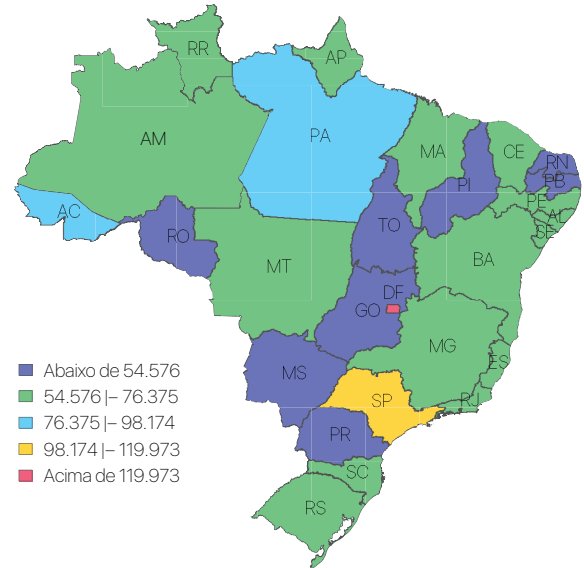 RR
AP
AM
PA
MA
CE
RN
PB
PI
PE
AL
SE
AC
RO
TO
MT
BA
DF
GO
MG
ES
MS
SP
RJ
PR
SC
RS
Abaixo de 54.576
54.576 |– 76.375
76.375 |– 98.174
98.174 |– 119.973
Acima de 119.973